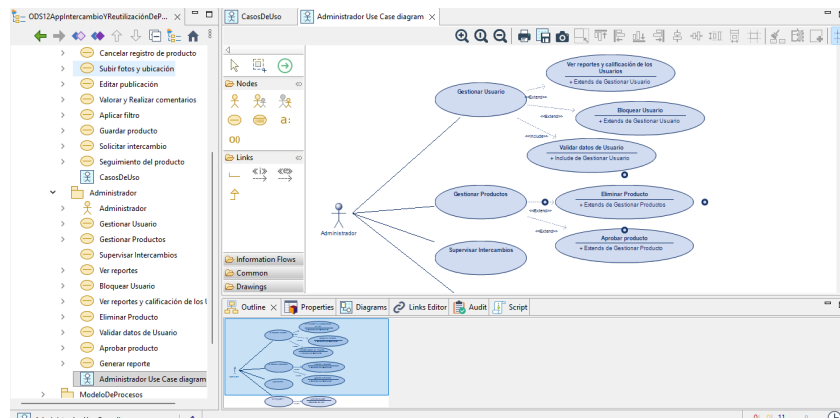 ODS12AppIntercambioYReutilizaciónDeP...
Cancelar registro de producto
Subir fotos y ubicación
Editar publicación
Valorar y Realizar comentarios
Aplicar filtro
Guardar producto
Solicitar intercambio
Seguimiento del producto
CasosDeUso
Administrador
Administrador
Gestionar Usuario
Gestionar Productos
Supervisar Intercambios
Ver reportes
Bloquear Usuario
Ver reportes y calificación de los U
Eliminar Producto
Validar datos de Usuario
Aprobar producto
Generar reporte
Administrador Use Case diagram
ModeloDeProcesos
CasosDeUso
Administrador Use Case diagram
Nodes
a:
Links
Information Flows
Common
Drawings
Ver reportes y calificación de los
Usuarios
+ Extends de Gestionar Usuario
Gestionar Usuario
<<Extend>>
Bloquear Usuario
+ Extends de Gestionar Usuario
<<Extend>>
<<Include>>
Validar datos de Usuario
+ Include de Gestionar Usuario
Gestionar Productos
Eliminar Producto
+ Extends de Gestionar Productos
<<Extend>>
Administrador
<<Extend>>
Aprobar producto
+ Extends de Gestionar Producto
Supervisar Intercambios
Outline
Properties
Diagrams
Links Editor
Audit
Script